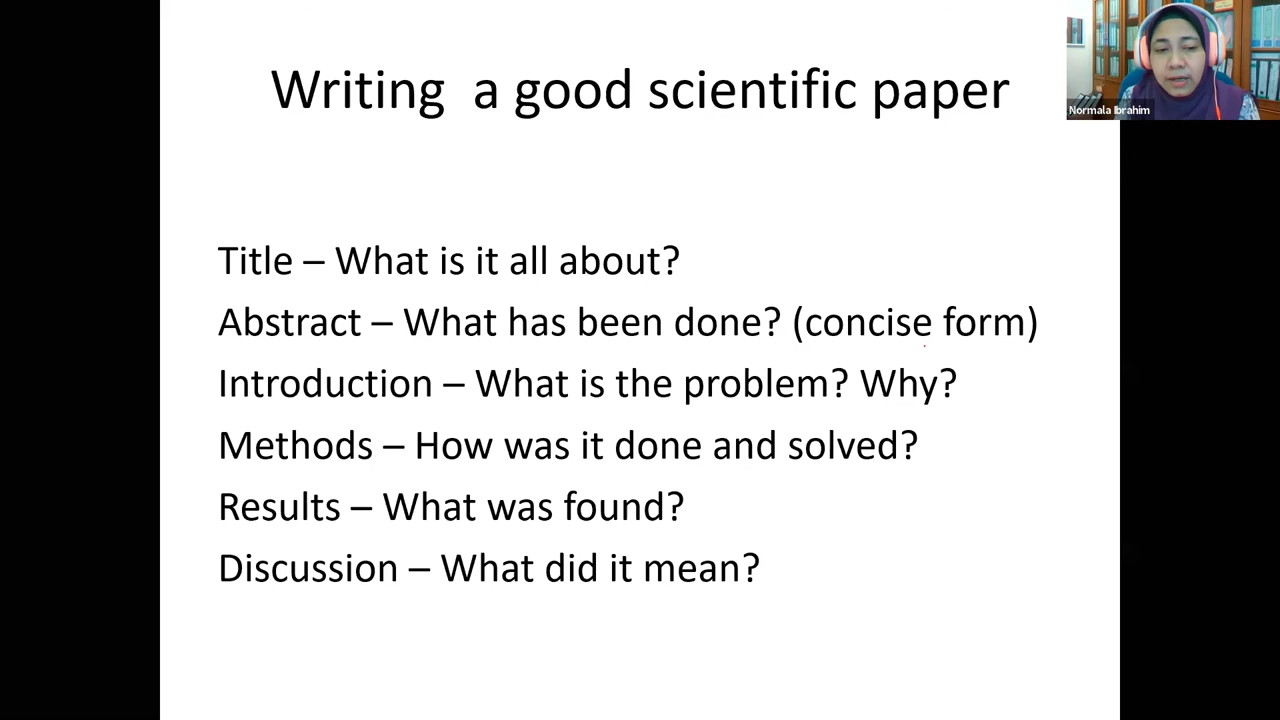 Writing a good scientific paper
Normala Ibrahim
Title – What is it all about?
Abstract – What has been done? (concise form)
Introduction – What is the problem? Why?
Methods – How was it done and solved?
Results – What was found?
Discussion – What did it mean?